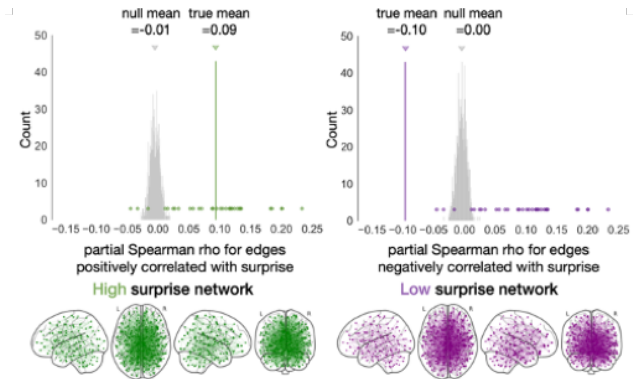 null mean true mean
=-0.01 =0.09
50
40
30
20
10
0
Count
-0.15 -0.10 -0.05 0.00 0.05 0.10 0.15 0.20 0.25
partial Spearman rho for edges
positively correlated with surprise
High surprise network
L R
L R
true mean null mean
=-0.10 =0.00
50
40
30
20
10
0
Count
-0.15 -0.10 -0.05 0.00 0.05 0.10 0.15 0.20 0.25
partial Spearman rho for edges
negatively correlated with surprise
Low surprise network
L R
L R